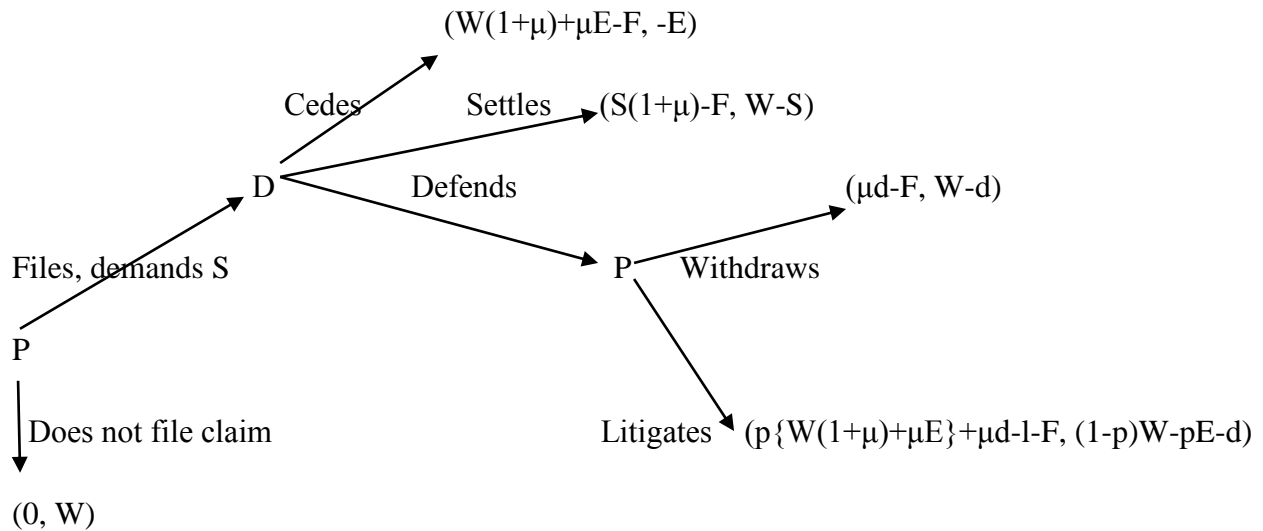 (W(1+μ)+μE-F, -E)
Cedes Settles (S(1+μ)-F, W-S)
D Defends (μd-F, W-d)
Files, demands S P Withdraws
P
Does not file claim Litigates (p{W(1+μ)+μE}+μd-l-F, (1-p)W-pE-d)
(0, W)